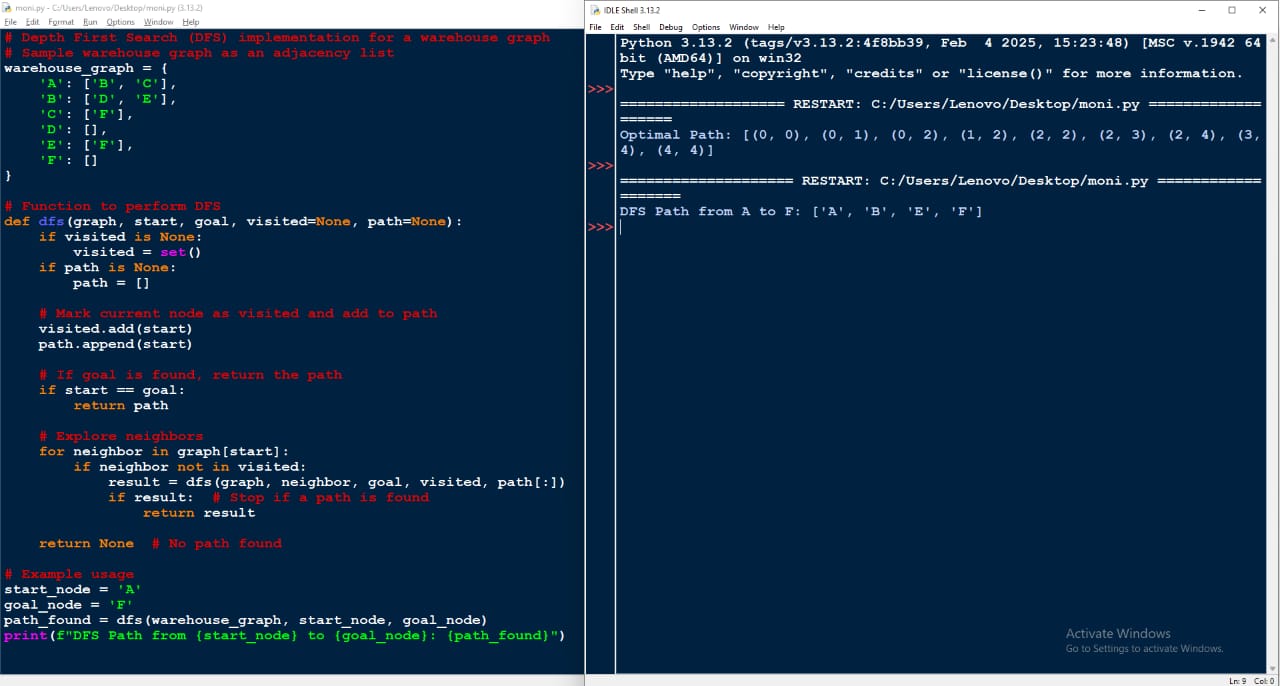 moni.py - C:/Users/Lenovo/Desktop/moni.py (3.13.2)
File Edit Format Run Options Window Help
# Depth First Search (DFS) implementation for a warehouse graph
# Sample warehouse graph as an adjacency list
warehouse_graph = {
    'A': ['B', 'C'],
    'B': ['D', 'E'],
    'C': ['F'],
    'D': [],
    'E': ['F'],
    'F': []
}
# Function to perform DFS
def dfs(graph, start, goal, visited=None, path=None):
    if visited is None:
        visited = set()
    if path is None:
        path = []
    # Mark current node as visited and add to path
    visited.add(start)
    path.append(start)
    # If goal is found, return the path
    if start == goal:
        return path
    # Explore neighbors
    for neighbor in graph[start]:
        if neighbor not in visited:
            result = dfs(graph, neighbor, goal, visited, path[:])
            if result:  # Stop if a path is found
                return result
    return None  # No path found
# Example usage
start_node = 'A'
goal_node = 'F'
path_found = dfs(warehouse_graph, start_node, goal_node)
print(f"DFS Path from {start_node} to {goal_node}: {path_found}")
IDLE Shell 3.13.2
File Edit Shell Debug Options Window Help
Python 3.13.2 (tags/v3.13.2:4f8bb39, Feb  4 2025, 15:23:48) [MSC v.1942 64
bit (AMD64)] on win32
Type "help", "copyright", "credits" or "license()" for more information.
>>>
=================== RESTART: C:/Users/Lenovo/Desktop/moni.py =============
======
Optimal Path: [(0, 0), (0, 1), (0, 2), (1, 2), (2, 2), (2, 3), (2, 4), (3,
4), (4, 4)]
>>>
==================== RESTART: C:/Users/Lenovo/Desktop/moni.py ============
=======
DFS Path from A to F: ['A', 'B', 'E', 'F']
>>>
Activate Windows
Go to Settings to activate Windows.
Ln: 9 Col: 0